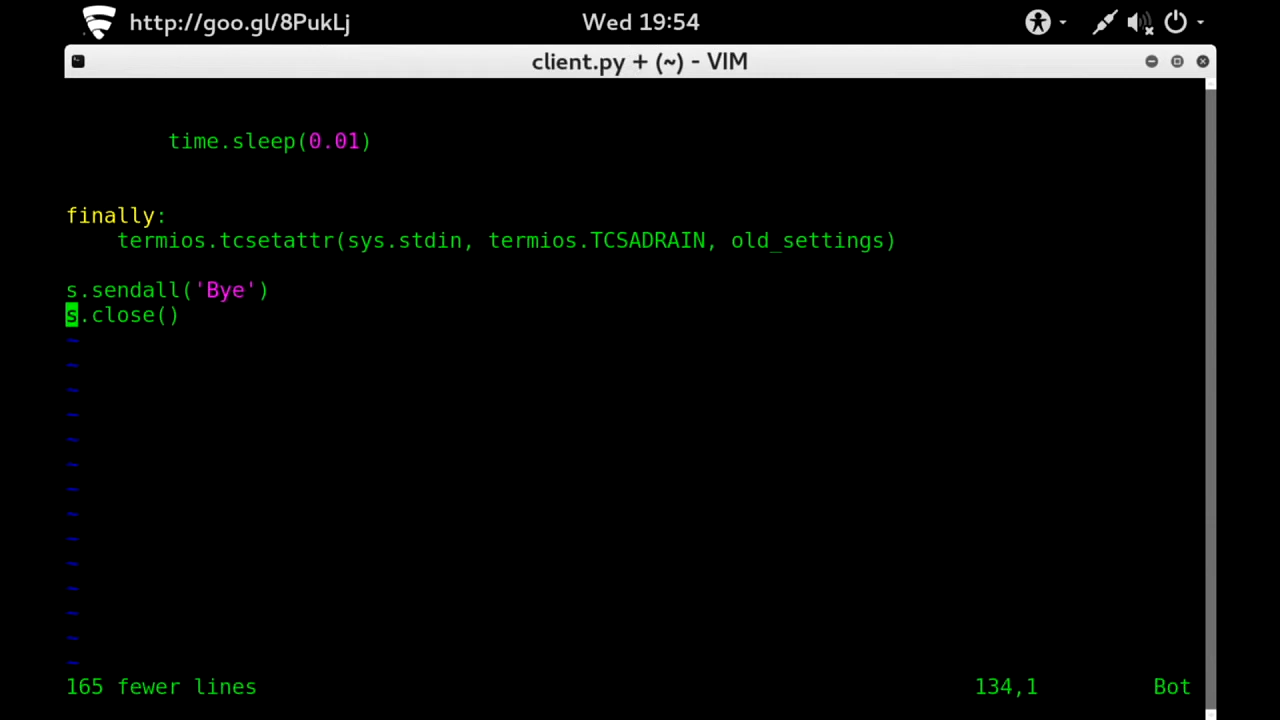 http://goo.gl/8PukLj
Wed 19:54
client.py + (~) - VIM
time.sleep(0.01)
finally:
termios.tcsetattr(sys.stdin, termios.TCSADRAIN, old_settings)
s.sendall('Bye')
s.close()
~
~
~
~
~
~
~
~
~
~
~
~
~
~
165 fewer lines
134,1
Bot